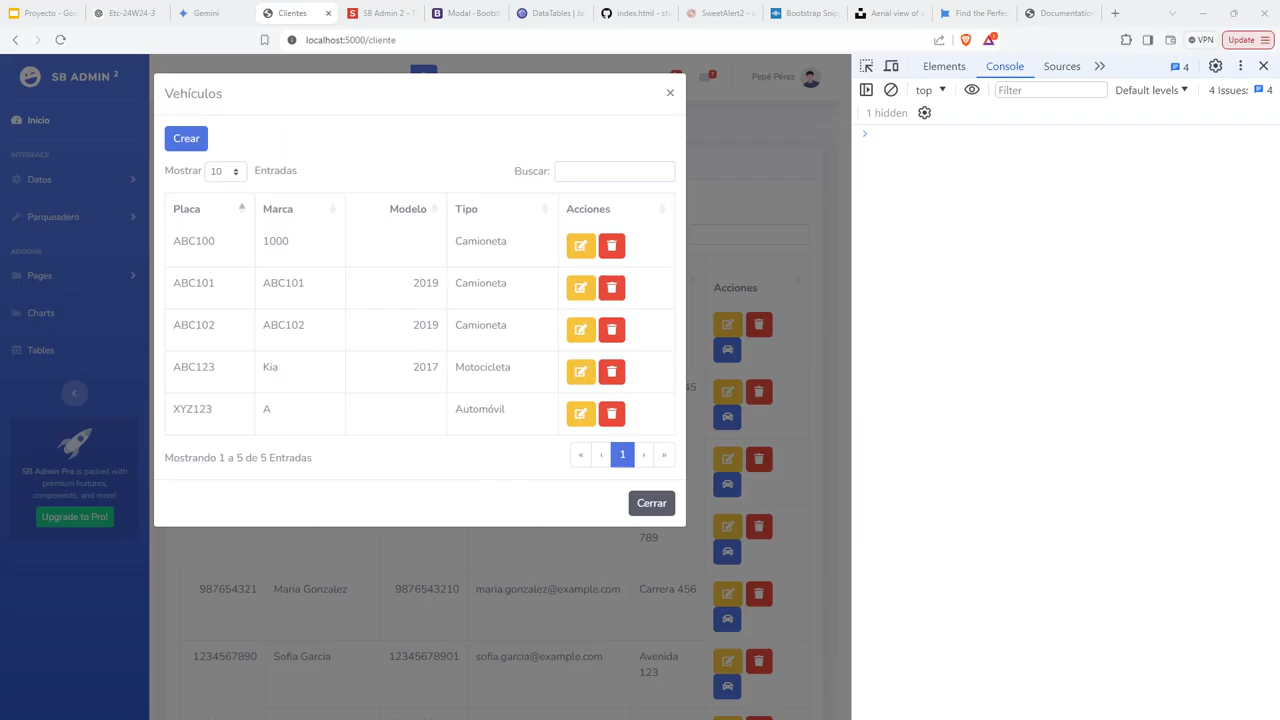 Proyecto - Goo
Etc-24W24-3
Gemini
Clientes
SB Admin 2 - T
Modal · Bootst
DataTables | Ja
index.html - st
SweetAlert2 - a
Bootstrap Snip
Aerial view of c
Find the Perfec
Documentation
localhost:5000/cliente
VPN
Update
SB ADMIN 2
Inicio
INTERFACE
Datos
Parqueadero
ADDONS
Pages
Charts
Tables
SB Admin Pro is packed with
premium features,
components, and more!
Upgrade to Pro!
7
Pepé Pérez
Vehículos
×
Crear
Mostrar 10 Entradas
Buscar:
Placa Marca Modelo Tipo Acciones
ABC100 1000 Camioneta
ABC101 ABC101 2019 Camioneta
ABC102 ABC102 2019 Camioneta
ABC123 Kia 2017 Motocicleta
XYZ123 A Automóvil
Mostrando 1 a 5 de 5 Entradas
« ‹ 1 › »
Cerrar
Acciones
45
789
987654321 Maria Gonzalez 9876543210 maria.gonzalez@example.com Carrera 456
1234567890 Sofia Garcia 12345678901 sofia.garcia@example.com Avenida
123
Elements Console Sources 4
top Filter Default levels 4 Issues: 4
1 hidden